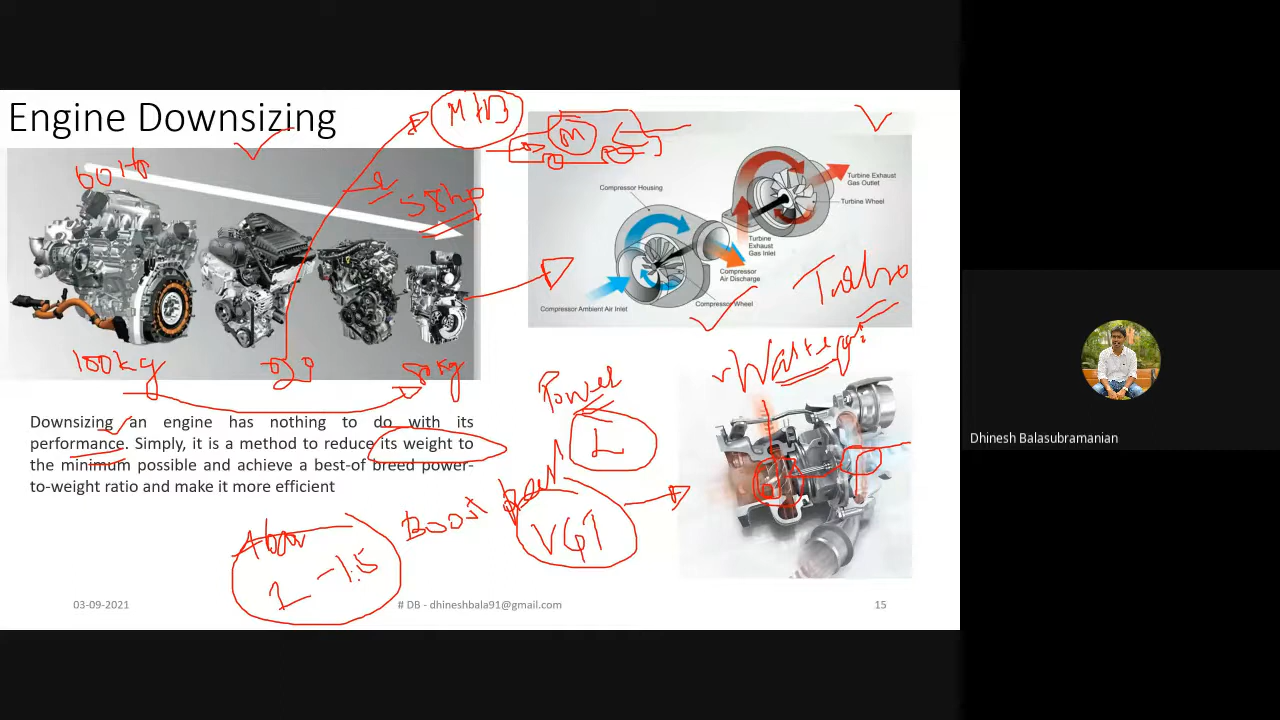 Engine Downsizing
60 Hp
58hp
100kg
80kg
Compressor Housing
Turbine Exhaust
Gas Outlet
Turbine Wheel
Turbine
Exhaust
Gas Inlet
Compressor
Air Discharge
Compressor Wheel
Compressor Ambient Air Inlet
Turbo
Power
L
Downsizing an engine has nothing to do with its
performance. Simply, it is a method to reduce its weight to
the minimum possible and achieve a best-of breed power-
to-weight ratio and make it more efficient
Boost
VGT
1 - 1.5
03-09-2021
# DB - dhineshbala91@gmail.com
15
Dhinesh Balasubramanian